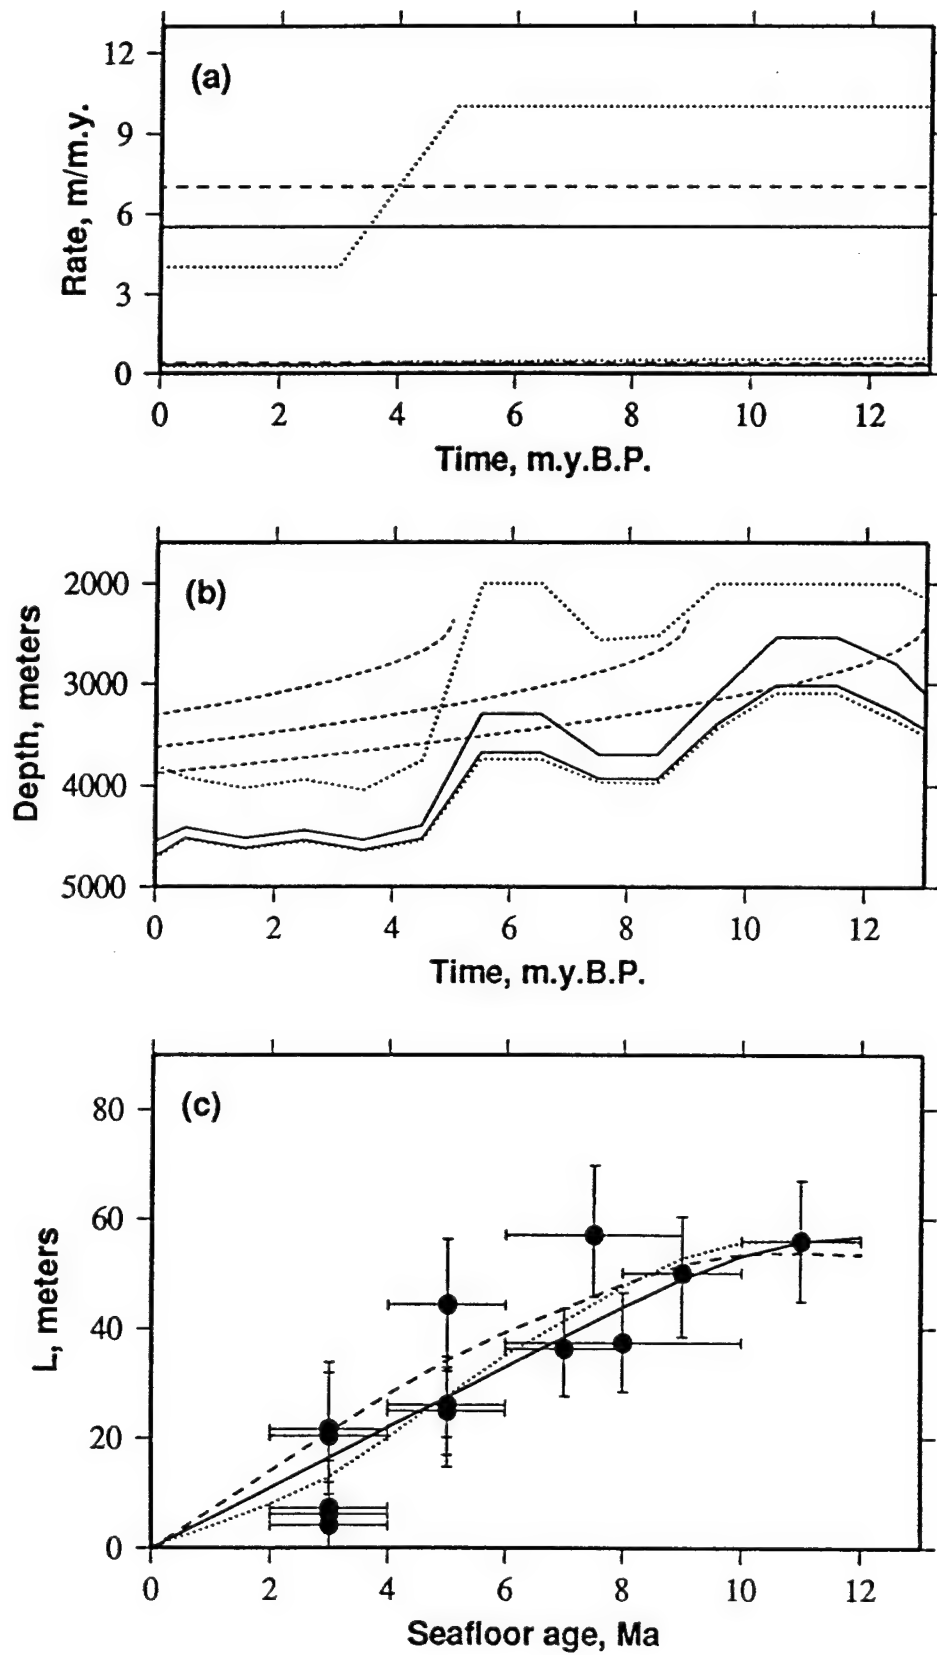 (a)
12
9
6
3
0
Rate, m/m.y.
0 2 4 6 8 10 12
Time, m.y.B.P.
(b)
2000
3000
4000
5000
Depth, meters
0 2 4 6 8 10 12
Time, m.y.B.P.
(c)
80
60
40
20
0
L, meters
0 2 4 6 8 10 12
Seafloor age, Ma